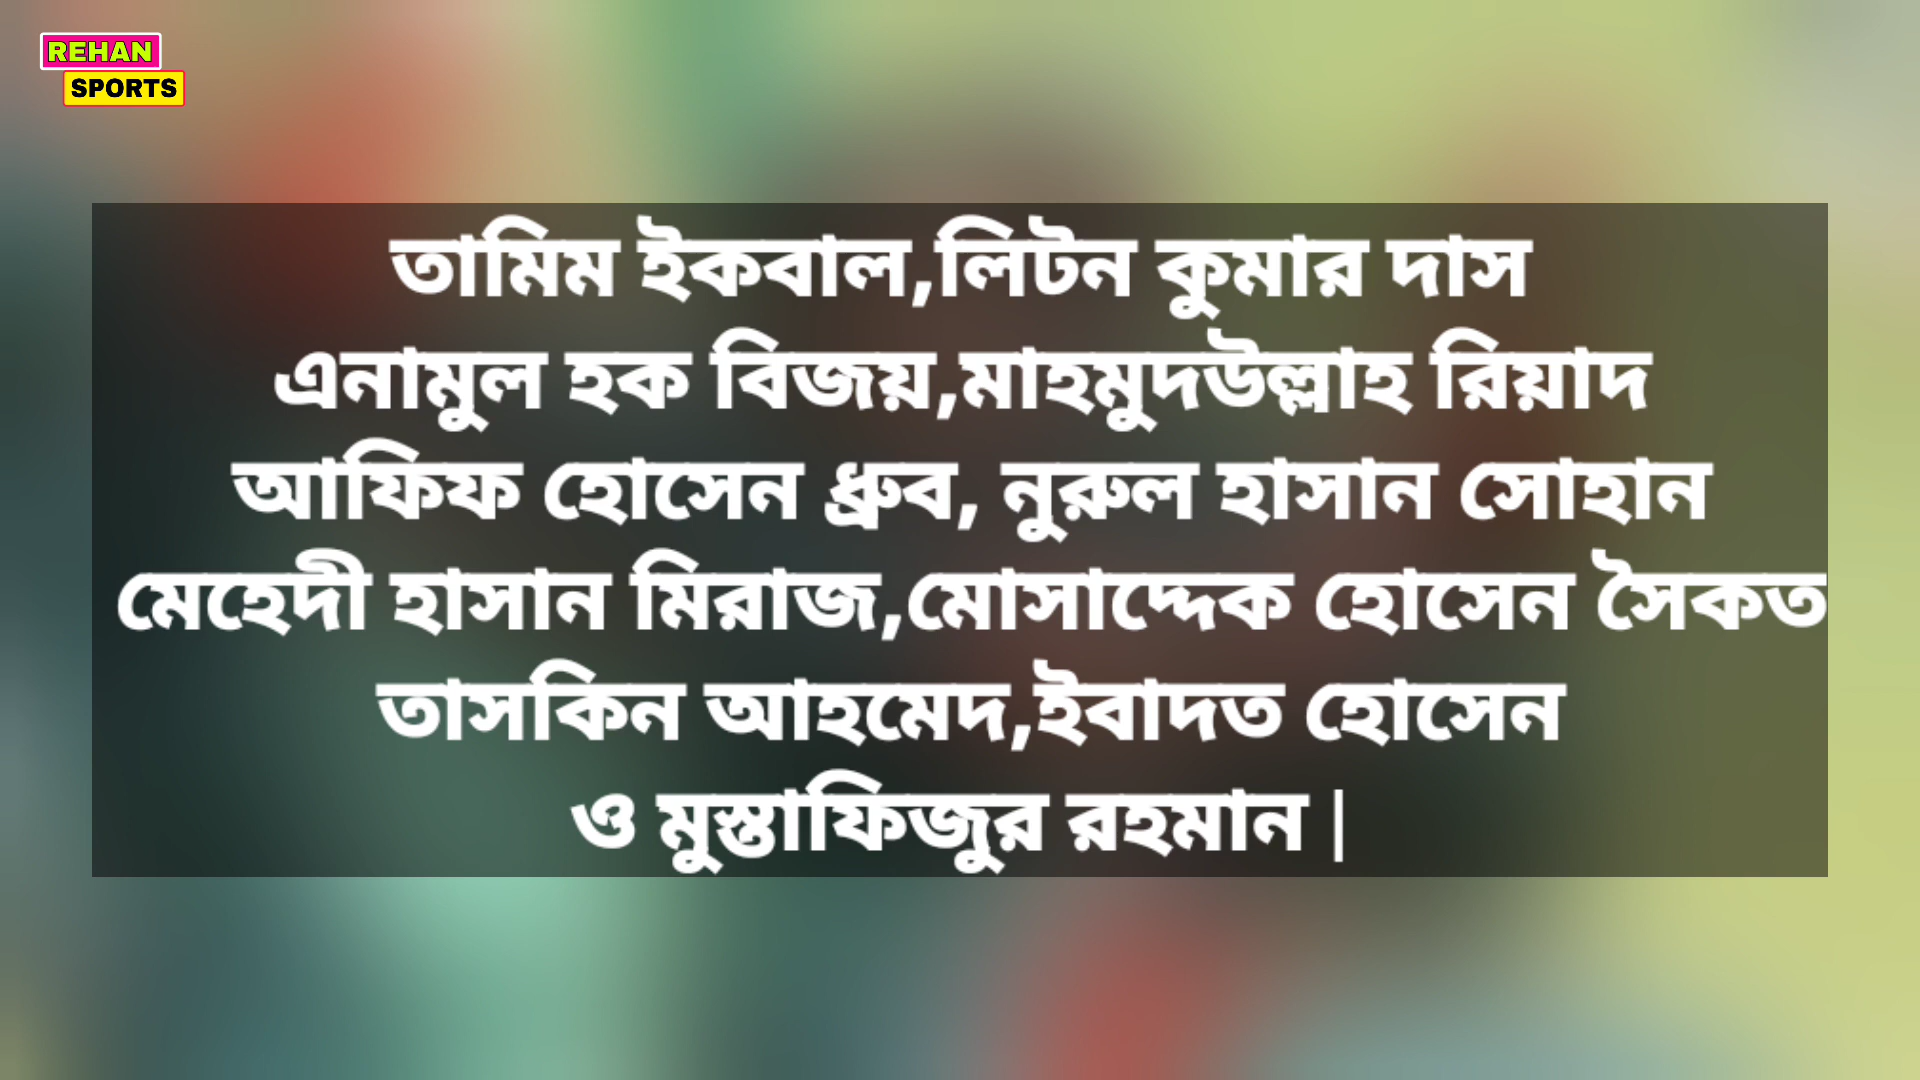 REHAN
SPORTS
তামিম ইকবাল,লিটন কুমার দাস
এনামুল হক বিজয়,মাহমুদউল্লাহ রিয়াদ
আফিফ হোসেন ধ্রুব, নুরুল হাসান সোহান
মেহেদী হাসান মিরাজ,মোসাদ্দেক হোসেন সৈকত
তাসকিন আহমেদ,ইবাদত হোসেন
ও মুস্তাফিজুর রহমান |